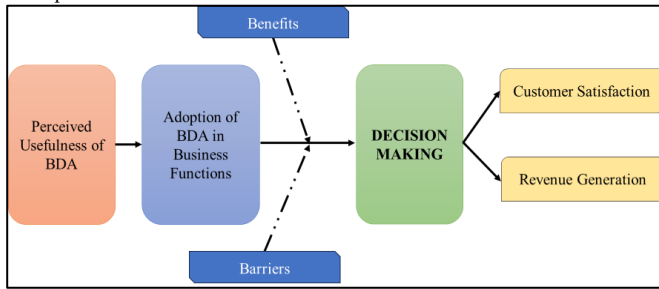 Benefits
Perceived
Usefulness of
BDA
Adoption of
BDA in
Business
Functions
DECISION
MAKING
Customer Satisfaction
Revenue Generation
Barriers